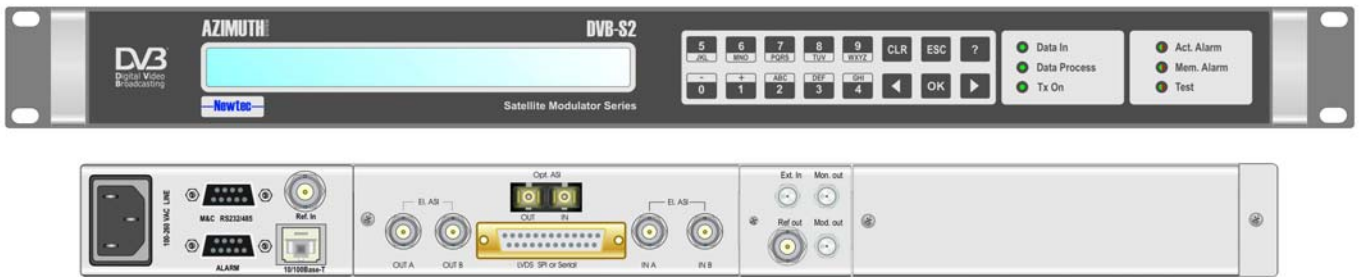 AZIMUTH
DVB-S2
DVB
Digital Video
Broadcasting
Newtec
Satellite Modulator Series
5 6 7 8 9 CLR ESC ?
JKL MNO PQRS TUV WXYZ
- + ABC DEF GHI
0 1 2 3 4 OK
Data In
Data Process
Tx On
Act. Alarm
Mem. Alarm
Test
100-260 VAC LINE
M&C RS232/485
ALARM
Ref. In
10/100Base-T
El. ASI
OUT A OUT B
Opt. ASI
OUT IN
LVDS SPI or Serial
El. ASI
IN A IN B
Ext. In Mon. out
Ref out Mod. out